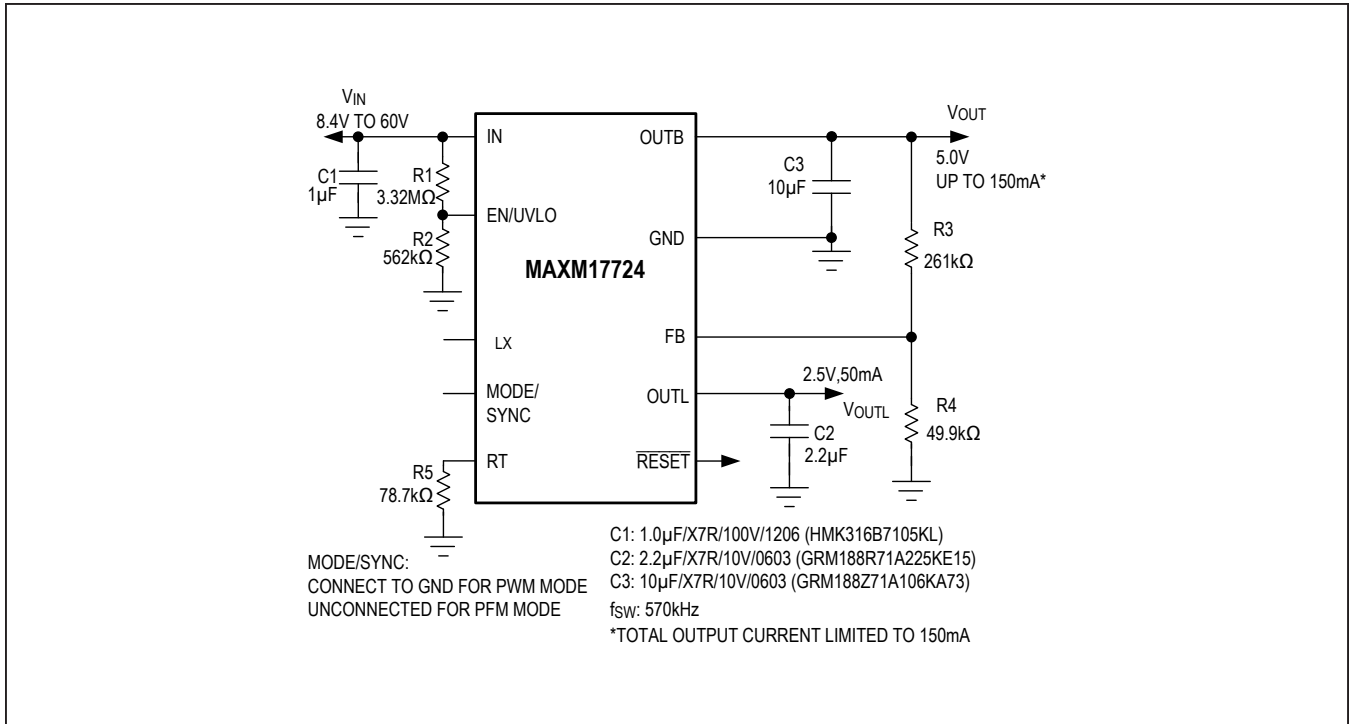 VIN
8.4V TO 60V
C1
1µF
R1
3.32MΩ
R2
562kΩ
IN
EN/UVLO
LX
MODE/
SYNC
RT
R5
78.7kΩ
MAXM17724
OUTB
GND
FB
OUTL
RESET
C3
10µF
VOUT
5.0V
UP TO 150mA*
R3
261kΩ
2.5V,50mA
VOUTL
C2
2.2µF
R4
49.9kΩ
MODE/SYNC:
CONNECT TO GND FOR PWM MODE
UNCONNECTED FOR PFM MODE
C1: 1.0µF/X7R/100V/1206 (HMK316B7105KL)
C2: 2.2µF/X7R/10V/0603 (GRM188R71A225KE15)
C3: 10µF/X7R/10V/0603 (GRM188Z71A106KA73)
fSW: 570kHz
*TOTAL OUTPUT CURRENT LIMITED TO 150mA